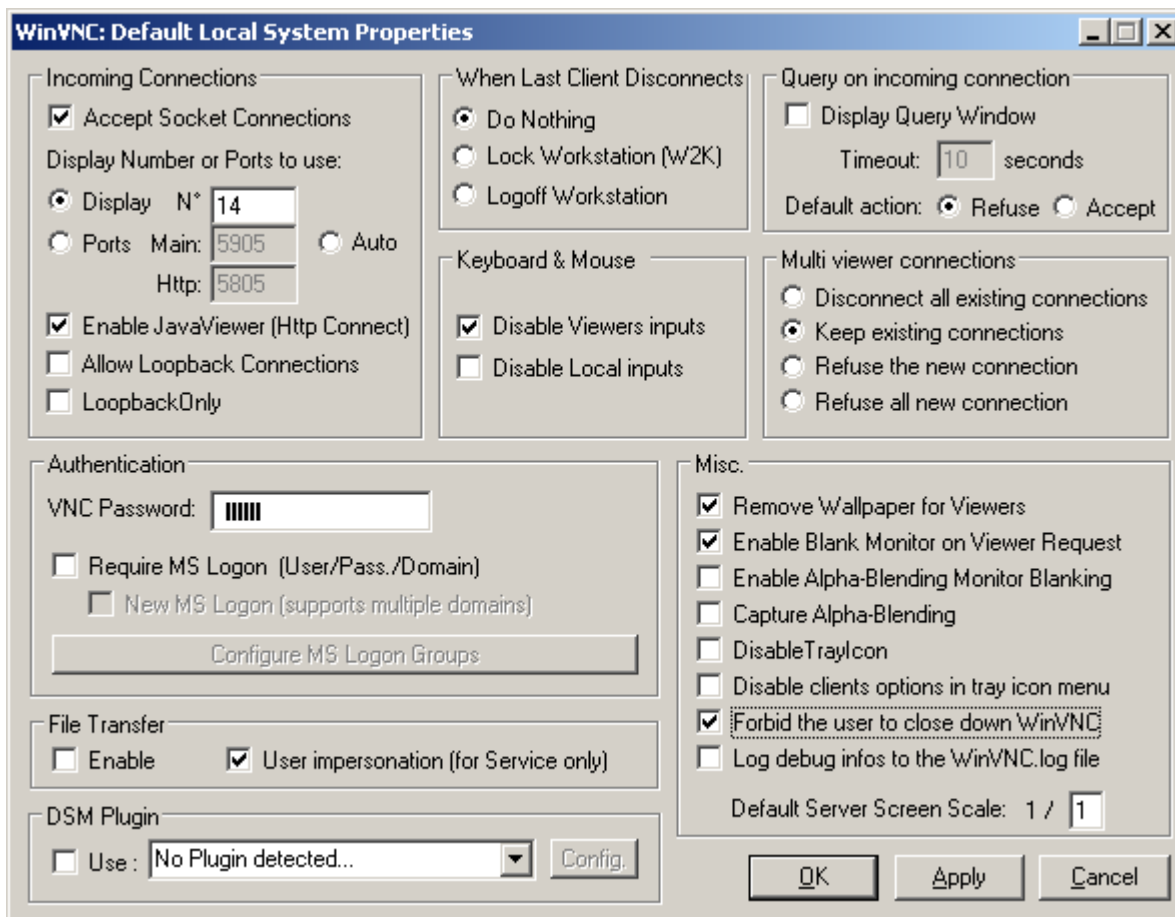 WinVNC: Default Local System Properties
Incoming Connections
Accept Socket Connections
Display Number or Ports to use:
Display N° 14
Ports Main: 5905 Auto
Http: 5805
Enable JavaViewer (Http Connect)
Allow Loopback Connections
LoopbackOnly
When Last Client Disconnects
Do Nothing
Lock Workstation (W2K)
Logoff Workstation
Query on incoming connection
Display Query Window
Timeout: 10 seconds
Default action: Refuse Accept
Keyboard & Mouse
Disable Viewers inputs
Disable Local inputs
Multi viewer connections
Disconnect all existing connections
Keep existing connections
Refuse the new connection
Refuse all new connection
Authentication
VNC Password:
Require MS Logon (User/Pass./Domain)
New MS Logon (supports multiple domains)
Configure MS Logon Groups
File Transfer
Enable User impersonation (for Service only)
DSM Plugin
Use : No Plugin detected... Config.
Misc.
Remove Wallpaper for Viewers
Enable Blank Monitor on Viewer Request
Enable Alpha-Blending Monitor Blanking
Capture Alpha-Blending
DisableTrayIcon
Disable clients options in tray icon menu
Forbid the user to close down WinVNC
Log debug infos to the WinVNC.log file
Default Server Screen Scale: 1 / 1
OK Apply Cancel